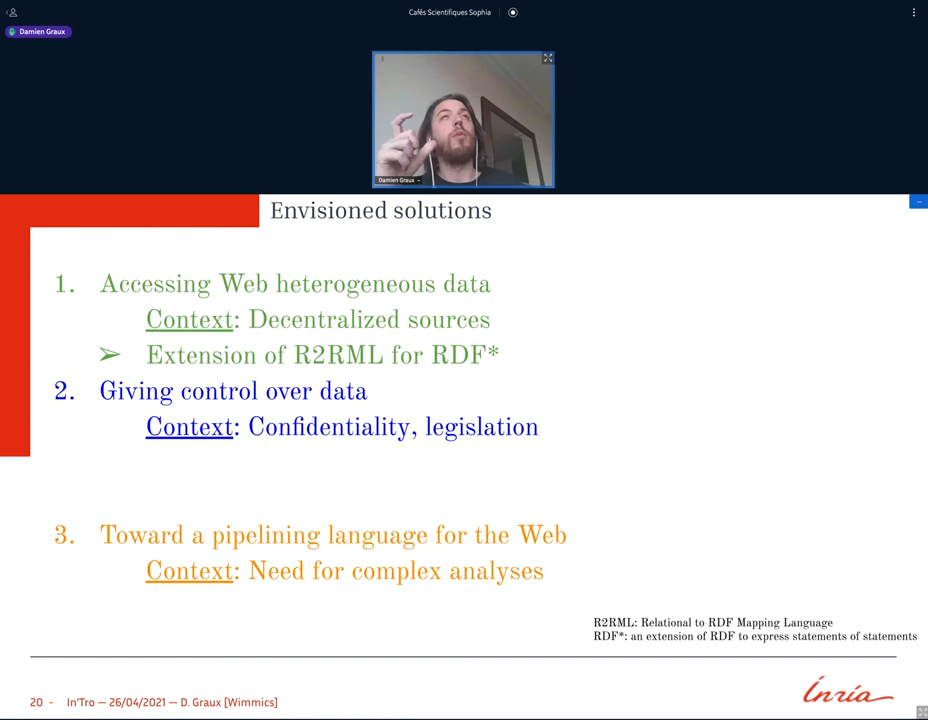 Cafés Scientifiques Sophia
Damien Graux
Damien Graux
Envisioned solutions
1. Accessing Web heterogeneous data
Context: Decentralized sources
➢ Extension of R2RML for RDF*
2. Giving control over data
Context: Confidentiality, legislation
3. Toward a pipelining language for the Web
Context: Need for complex analyses
R2RML: Relational to RDF Mapping Language
RDF*: an extension of RDF to express statements of statements
20 - In'Tro — 26/04/2021 — D. Graux [Wimmics]
Inria